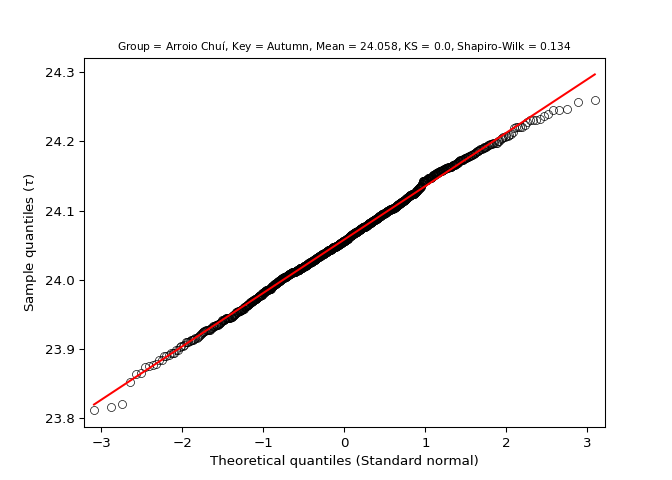 Group = Arroio Chuí, Key = Autumn, Mean = 24.058, KS = 0.0, Shapiro-Wilk = 0.134
24.3
24.2
24.1
24.0
23.9
23.8
Sample quantiles (τ)
−3 −2 −1 0 1 2 3
Theoretical quantiles (Standard normal)